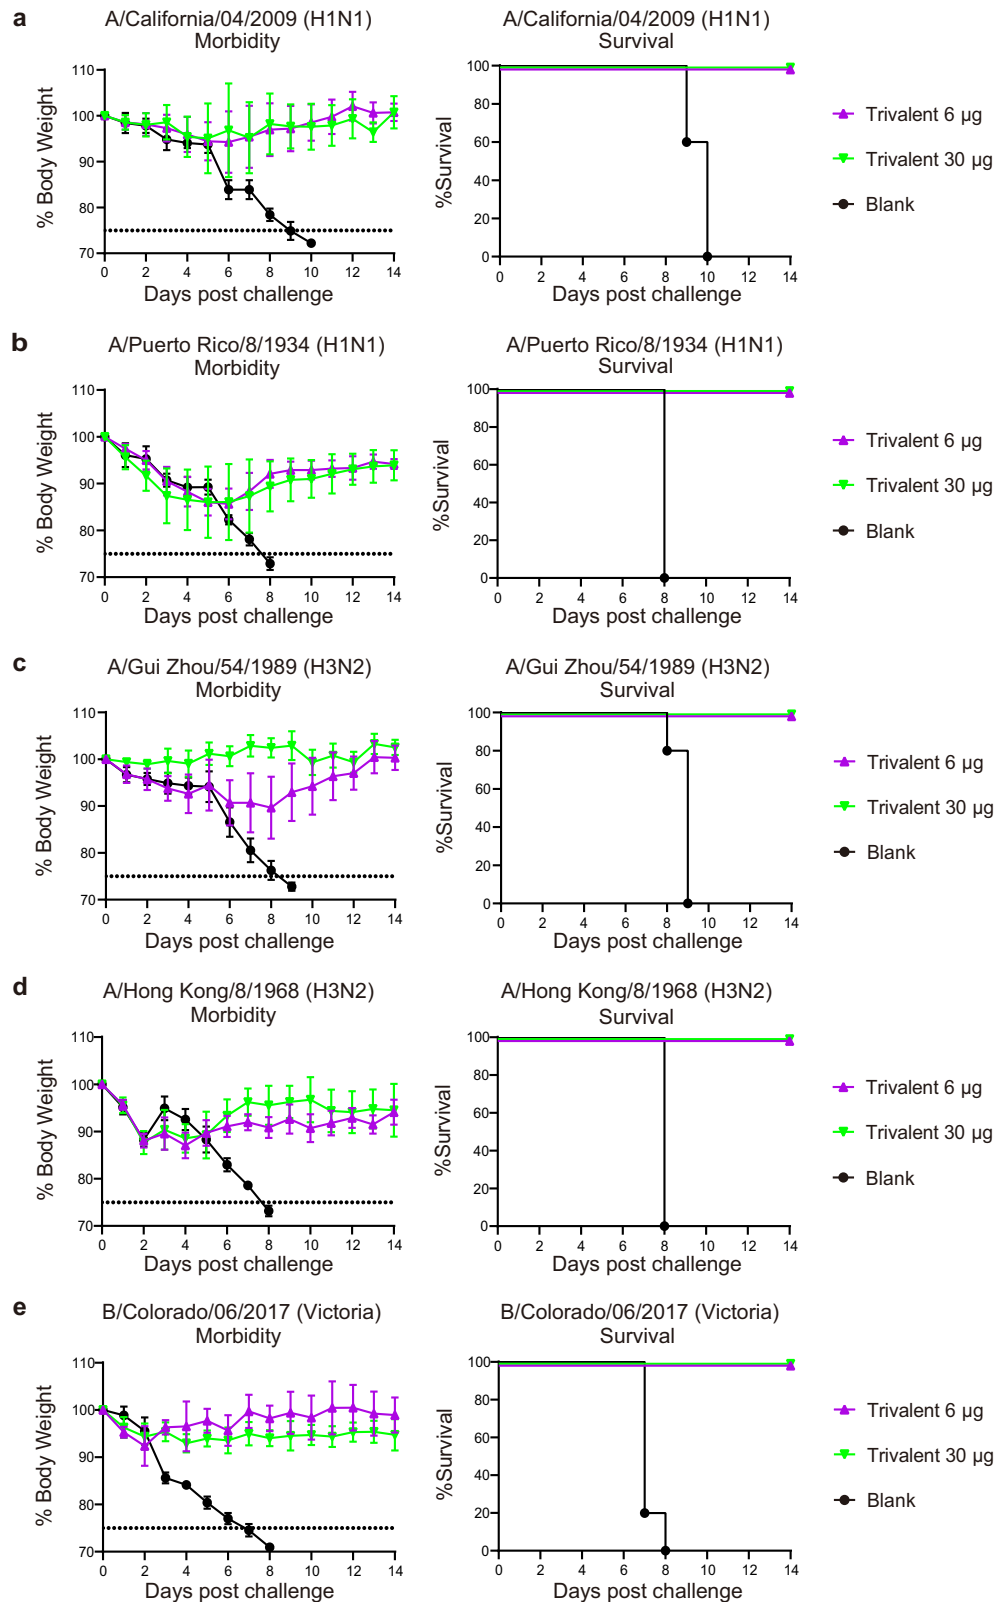 a
A/California/04/2009 (H1N1)
Morbidity
A/California/04/2009 (H1N1)
Survival
110
100
90
80
70
% Body Weight
0 2 4 6 8 10 12 14
Days post challenge
100
80
60
40
20
0
%Survival
0 2 4 6 8 10 12 14
Days post challenge
Trivalent 6 µg
Trivalent 30 µg
Blank
b
A/Puerto Rico/8/1934 (H1N1)
Morbidity
A/Puerto Rico/8/1934 (H1N1)
Survival
110
100
90
80
70
% Body Weight
0 2 4 6 8 10 12 14
Days post challenge
100
80
60
40
20
0
%Survival
0 2 4 6 8 10 12 14
Days post challenge
Trivalent 6 µg
Trivalent 30 µg
Blank
c
A/Gui Zhou/54/1989 (H3N2)
Morbidity
A/Gui Zhou/54/1989 (H3N2)
Survival
110
100
90
80
70
% Body Weight
0 2 4 6 8 10 12 14
Days post challenge
100
80
60
40
20
0
%Survival
0 2 4 6 8 10 12 14
Days post challenge
Trivalent 6 µg
Trivalent 30 µg
Blank
d
A/Hong Kong/8/1968 (H3N2)
Morbidity
A/Hong Kong/8/1968 (H3N2)
Survival
110
100
90
80
70
% Body Weight
0 2 4 6 8 10 12 14
Days post challenge
100
80
60
40
20
0
%Survival
0 2 4 6 8 10 12 14
Days post challenge
Trivalent 6 µg
Trivalent 30 µg
Blank
e
B/Colorado/06/2017 (Victoria)
Morbidity
B/Colorado/06/2017 (Victoria)
Survival
110
100
90
80
70
% Body Weight
0 2 4 6 8 10 12 14
Days post challenge
100
80
60
40
20
0
%Survival
0 2 4 6 8 10 12 14
Days post challenge
Trivalent 6 µg
Trivalent 30 µg
Blank